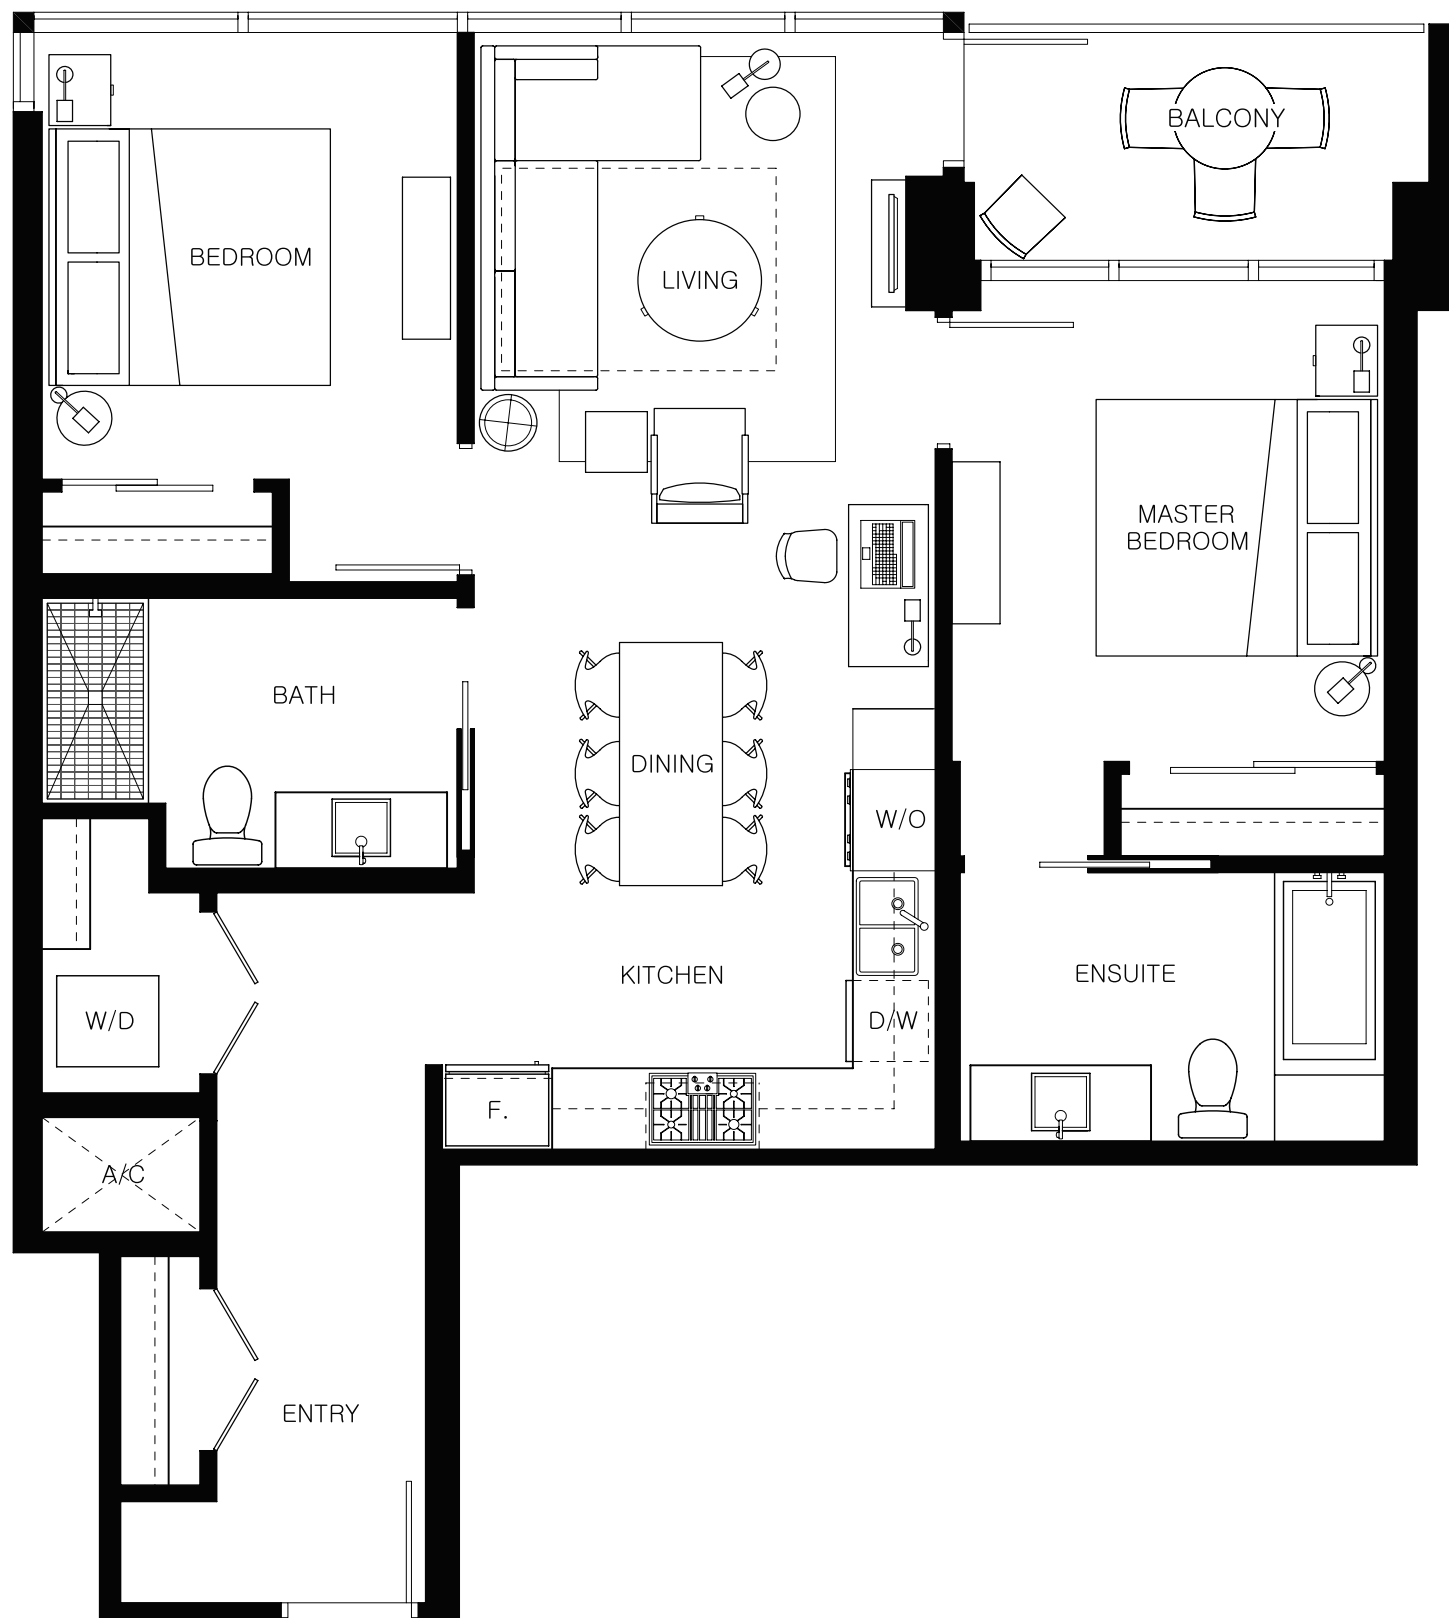 BALCONY
BEDROOM
LIVING
MASTER
BEDROOM
BATH
DINING
W/O
KITCHEN
ENSUITE
W/D
D/W
F.
A/C
ENTRY